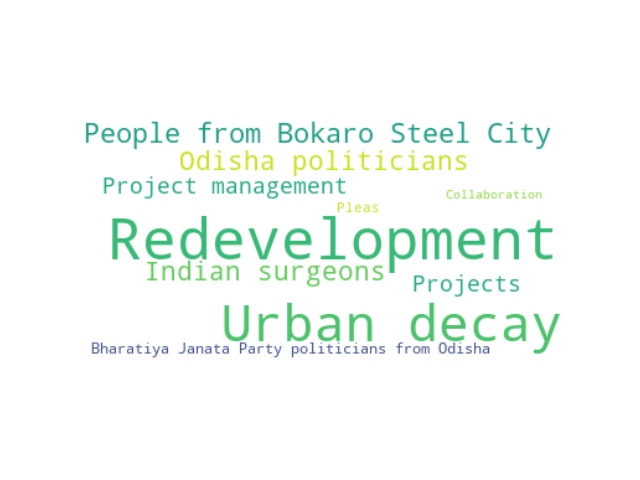 People from Bokaro Steel City
Odisha politicians
Project management
Collaboration
Pleas
Redevelopment
Indian surgeons
Projects
Urban decay
Bharatiya Janata Party politicians from Odisha